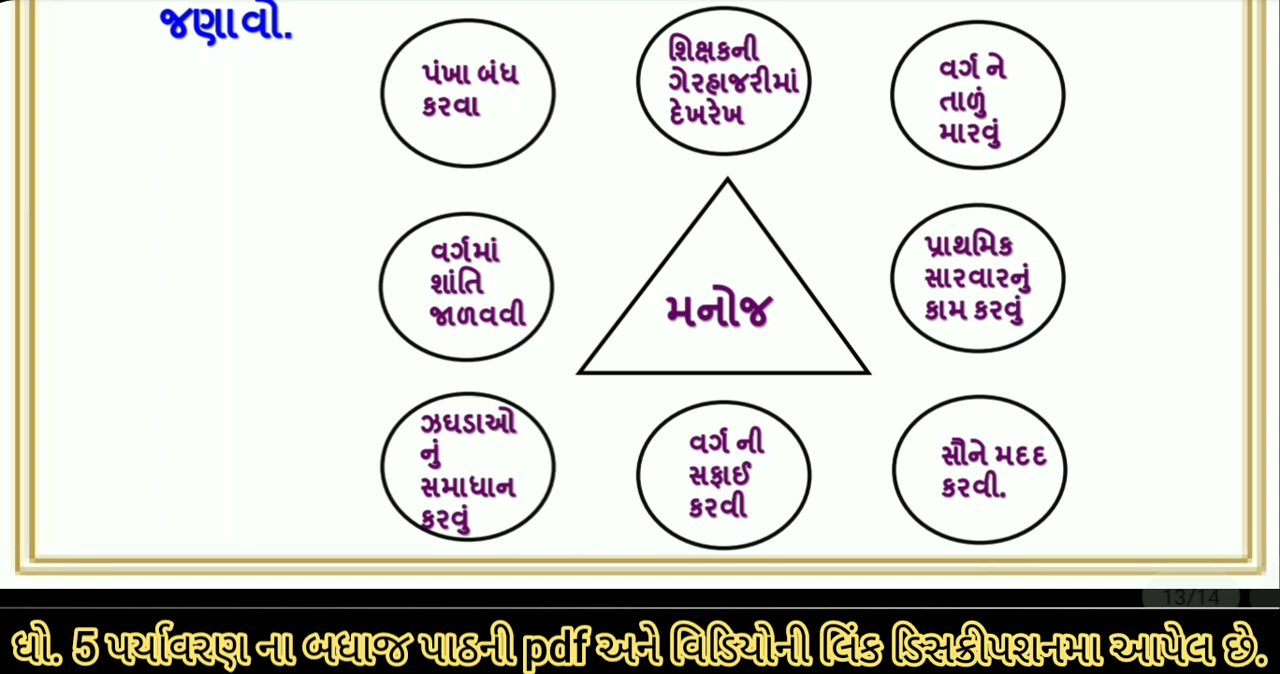 જણાવો.
પંખા બંધ
કરવા
શિક્ષકની
ગેરહાજરીમાં
દેખરેખ
વર્ગ ને
તાળું
મારવું
વર્ગમાં
શાંતિ
જાળવવી
મનોજ
પ્રાથમિક
સારવારનું
કામ કરવું
ઝઘડાઓ
નું
સમાધાન
કરવું
વર્ગ ની
સફાઈ
કરવી
સૌને મદદ
કરવી.
13/14
ધો. 5 પર્યાવરણ ના બધાજ પાઠની pdf અને વિડિયોની લિંક ડિસક્રીપશનમા આપેલ છે.